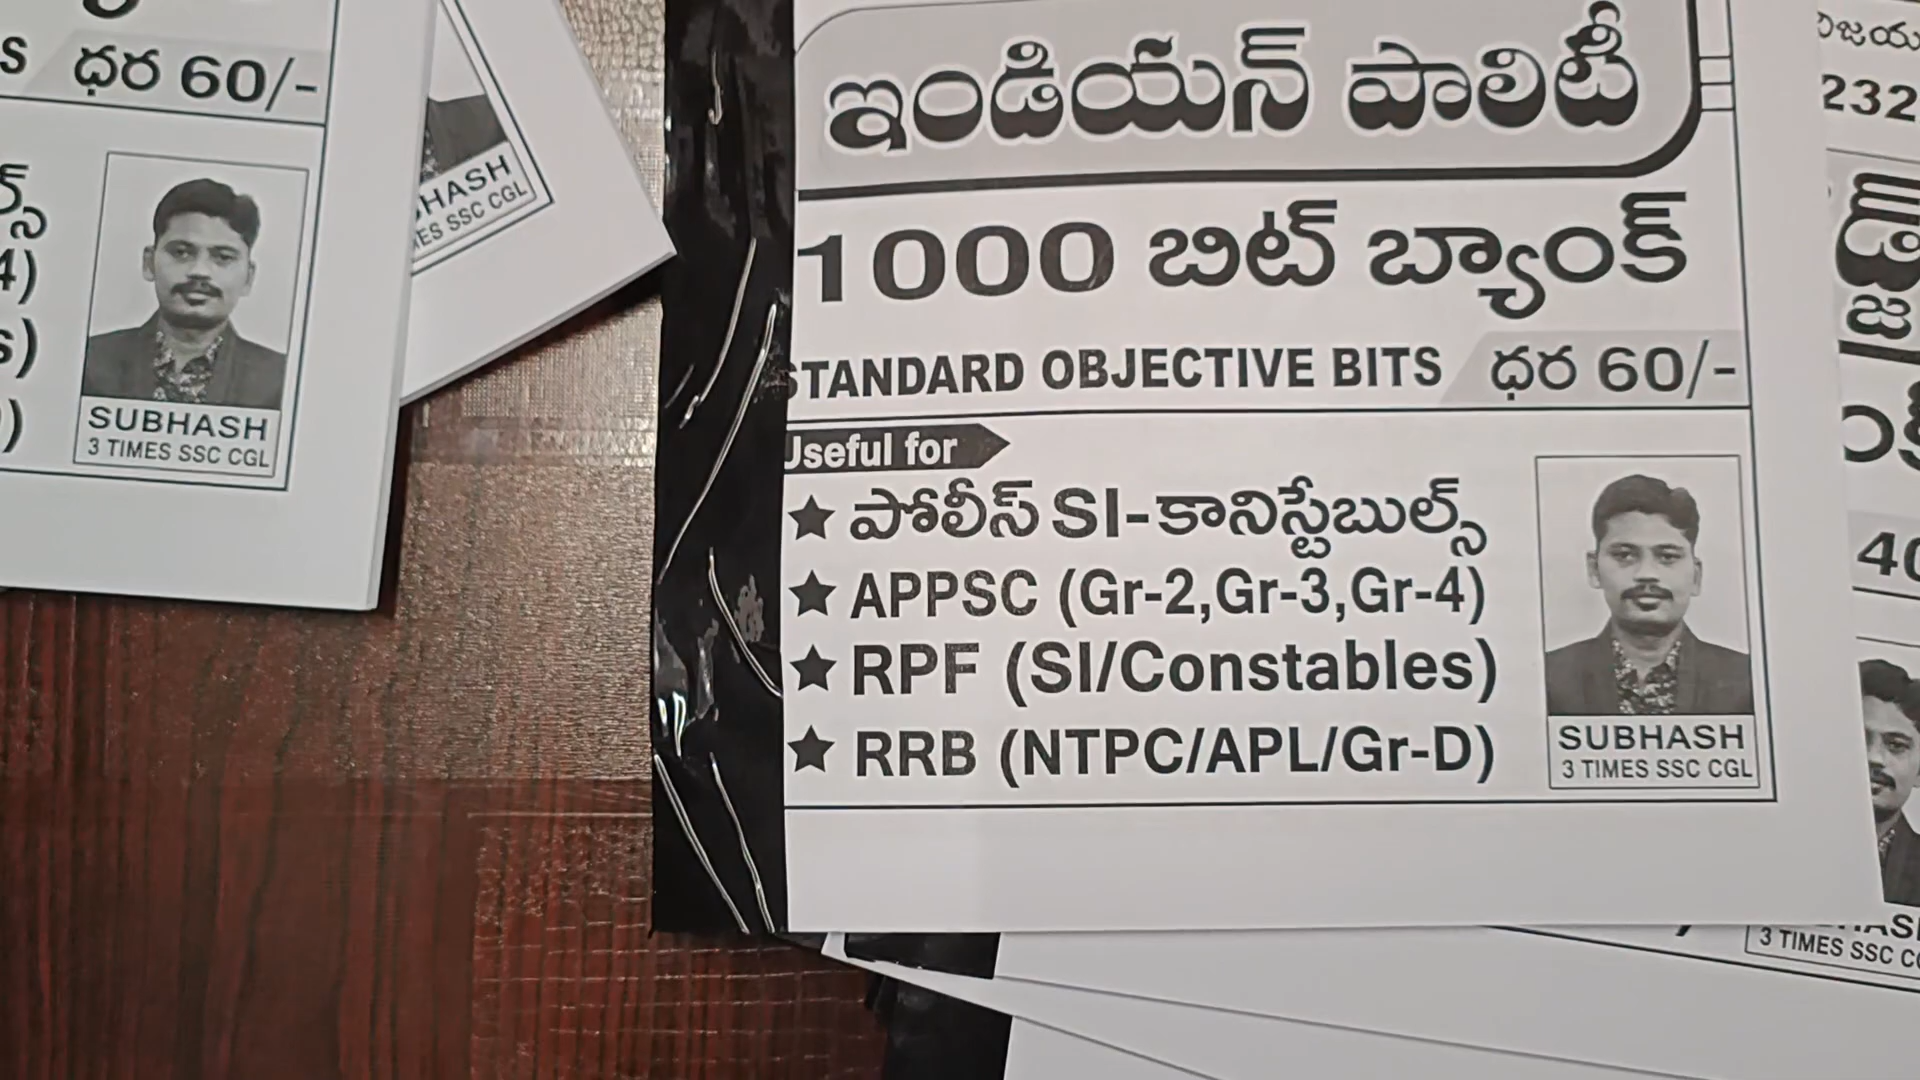 ధర 60/-
SUBHASH
3 TIMES SSC CGL
SSC CGL
ఇండియన్ పాలిటీ
1000 బిట్ బ్యాంక్
STANDARD OBJECTIVE BITS ధర 60/-
Useful for
★ పోలీస్ SI-కానిస్టేబుల్స్
★ APPSC (Gr-2,Gr-3,Gr-4)
★ RPF (SI/Constables)
★ RRB (NTPC/APL/Gr-D)
SUBHASH
3 TIMES SSC CGL
232
3 TIMES SSC